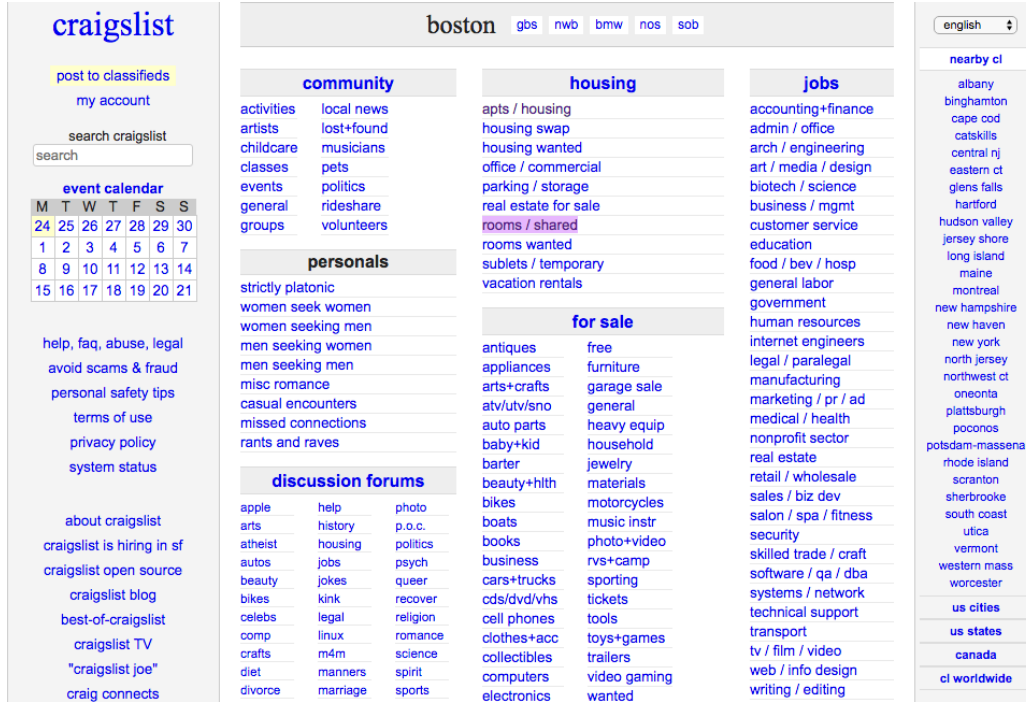 craigslist
post to classifieds
my account
search craigslist
search
event calendar
M T W T F S S
24 25 26 27 28 29 30
1 2 3 4 5 6 7
8 9 10 11 12 13 14
15 16 17 18 19 20 21
help, faq, abuse, legal
avoid scams & fraud
personal safety tips
terms of use
privacy policy
system status
about craigslist
craigslist is hiring in sf
craigslist open source
craigslist blog
best-of-craigslist
craigslist TV
"craigslist joe"
craig connects
boston gbs nwb bmw nos sob
community
activities local news
artists lost+found
childcare musicians
classes pets
events politics
general rideshare
groups volunteers
personals
strictly platonic
women seek women
women seeking men
men seeking women
men seeking men
misc romance
casual encounters
missed connections
rants and raves
discussion forums
apple help photo
arts history p.o.c.
atheist housing politics
autos jobs psych
beauty jokes queer
bikes kink recover
celebs legal religion
comp linux romance
crafts m4m science
diet manners spirit
divorce marriage sports
housing
apts / housing
housing swap
housing wanted
office / commercial
parking / storage
real estate for sale
rooms / shared
rooms wanted
sublets / temporary
vacation rentals
for sale
antiques free
appliances furniture
arts+crafts garage sale
atv/utv/sno general
auto parts heavy equip
baby+kid household
barter jewelry
beauty+hlth materials
bikes motorcycles
boats music instr
books photo+video
business rvs+camp
cars+trucks sporting
cds/dvd/vhs tickets
cell phones tools
clothes+acc toys+games
collectibles trailers
computers video gaming
electronics wanted
jobs
accounting+finance
admin / office
arch / engineering
art / media / design
biotech / science
business / mgmt
customer service
education
food / bev / hosp
general labor
government
human resources
internet engineers
legal / paralegal
manufacturing
marketing / pr / ad
medical / health
nonprofit sector
real estate
retail / wholesale
sales / biz dev
salon / spa / fitness
security
skilled trade / craft
software / qa / dba
systems / network
technical support
transport
tv / film / video
web / info design
writing / editing
english
nearby cl
albany
binghamton
cape cod
catskills
central nj
eastern ct
glens falls
hartford
hudson valley
jersey shore
long island
maine
montreal
new hampshire
new haven
new york
north jersey
northwest ct
oneonta
plattsburgh
poconos
potsdam-massena
rhode island
scranton
sherbrooke
south coast
utica
vermont
western mass
worcester
us cities
us states
canada
cl worldwide